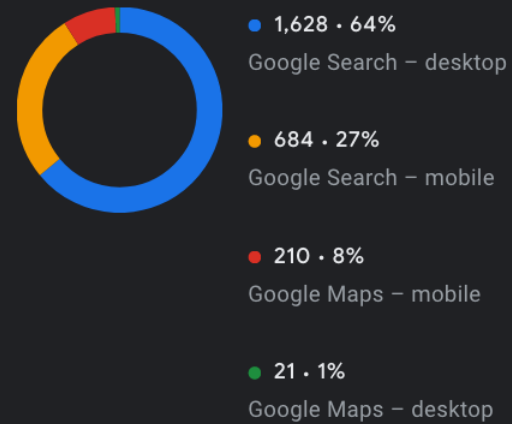 1,628 • 64%
Google Search – desktop
684 • 27%
Google Search – mobile
210 • 8%
Google Maps – mobile
21 • 1%
Google Maps – desktop